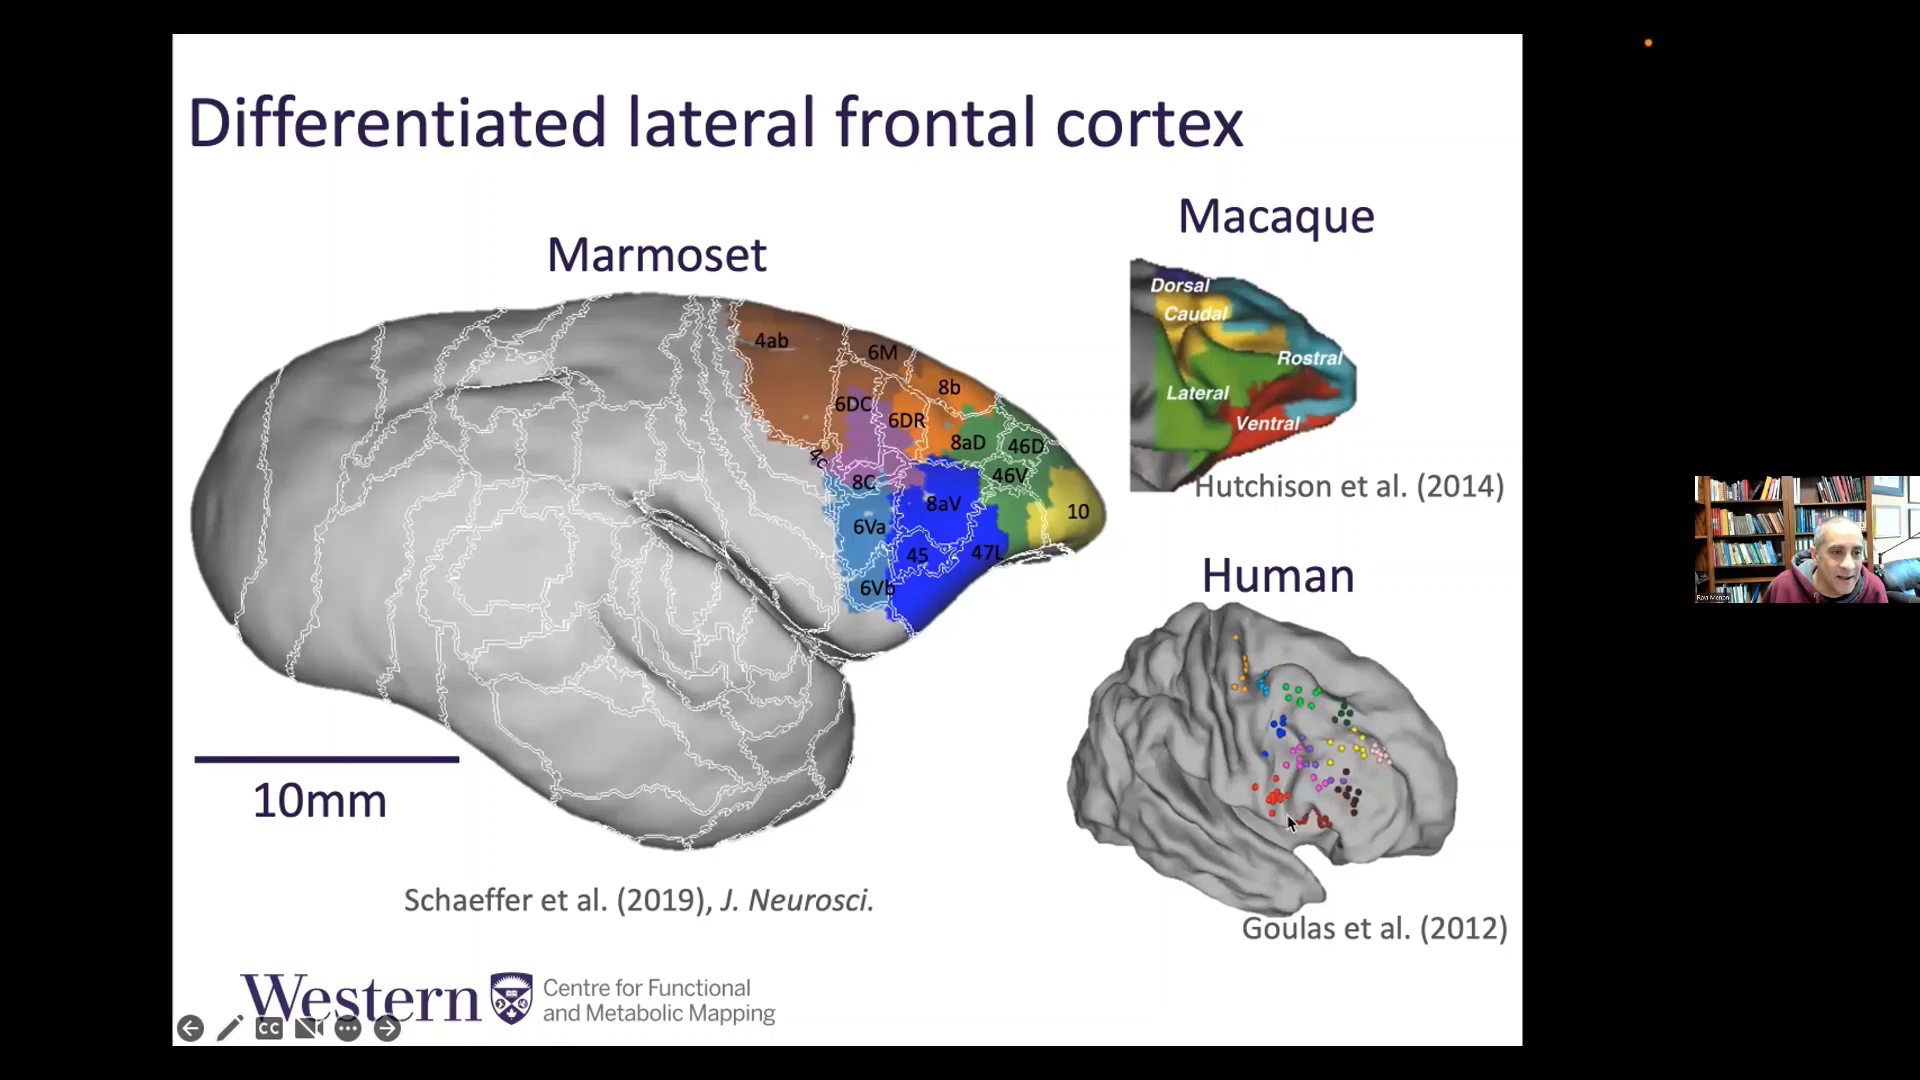 Differentiated lateral frontal cortex
Marmoset
4ab
6M
8b
6DC
6DR
8aD
46D
4c
8C
46V
8aV
10
6Va
45
47L
6Vb
10mm
Schaeffer et al. (2019), J. Neurosci.
Macaque
Dorsal
Caudal
Rostral
Lateral
Ventral
Hutchison et al. (2014)
Human
Goulas et al. (2012)
Western
Centre for Functional
and Metabolic Mapping
CC
Ravi Menon